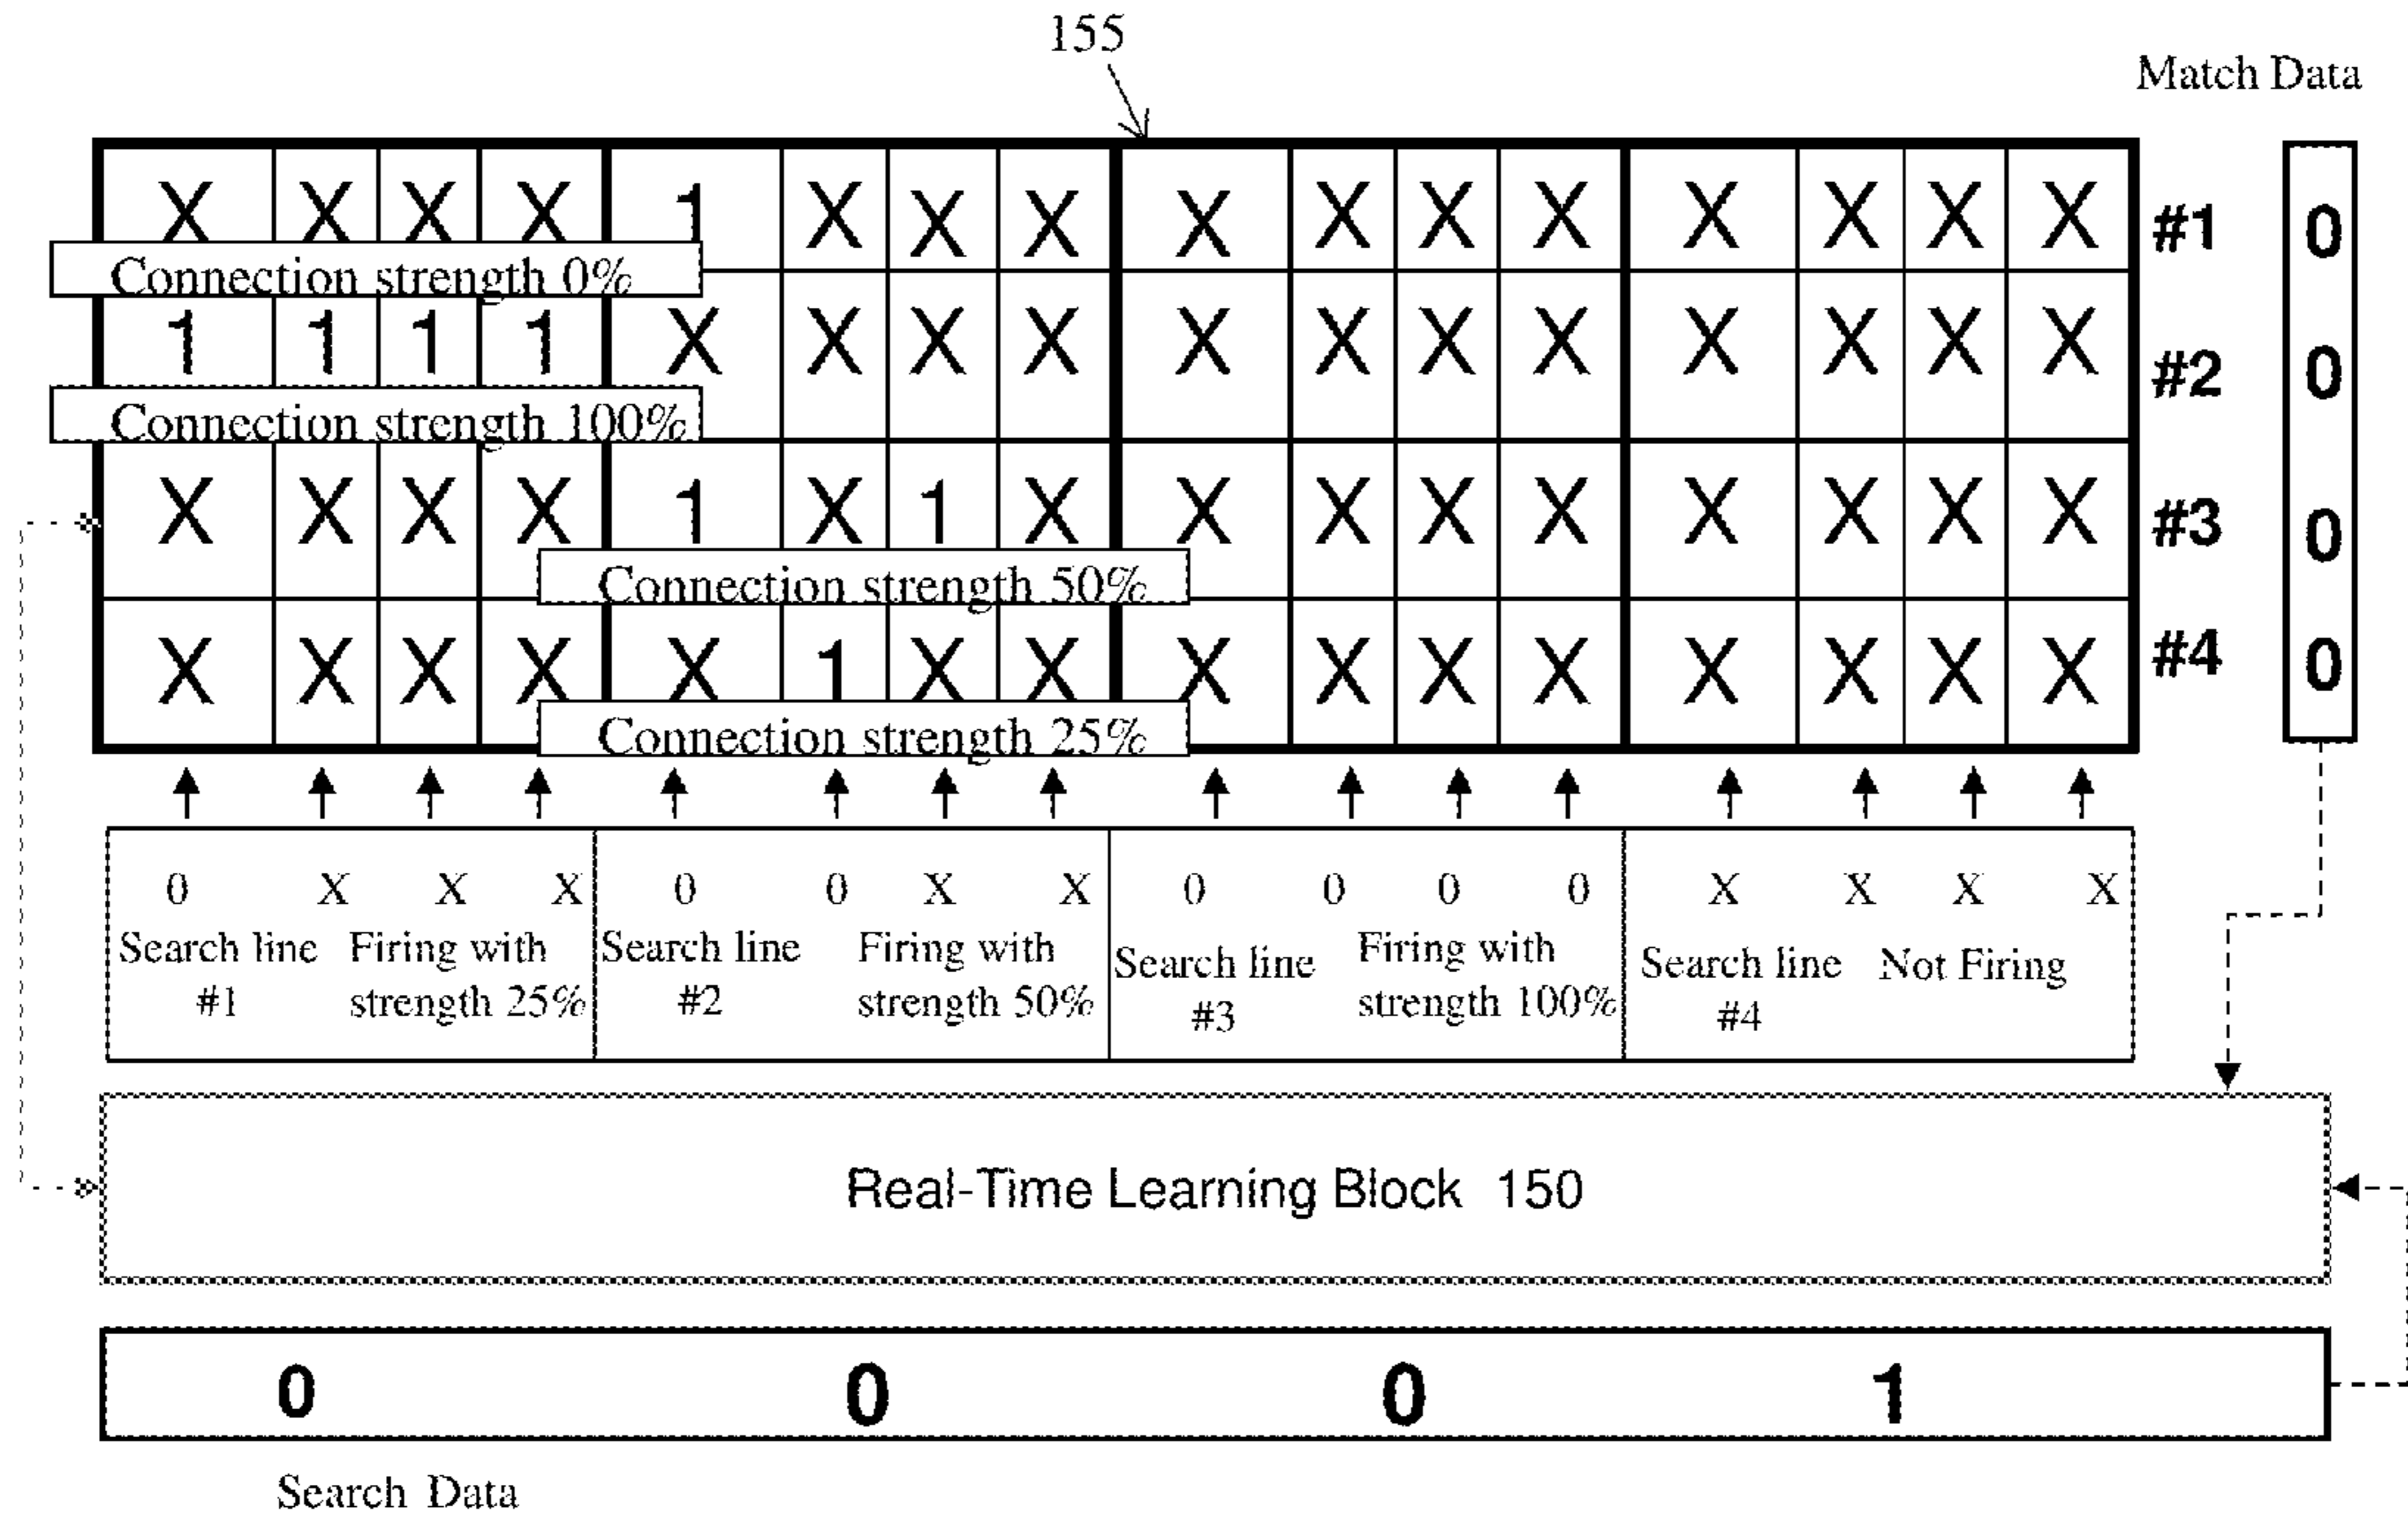 155
Match Data
X X X X 1 X X X X X X X X X X X #1 0
Connection strength 0%
1 1 1 1 X X X X X X X X X X X X #2 0
Connection strength 100%
X X X X 1 X 1 X X X X X X X X X #3 0
Connection strength 50%
X X X X X 1 X X X X X X X X X X #4 0
Connection strength 25%
0 X X X 0 0 X X 0 0 0 0 X X X X
Search line Firing with
#1 strength 25%
Search line Firing with
#2 strength 50%
Search line Firing with
#3 strength 100%
Search line Not Firing
#4
Real-Time Learning Block 150
0 0 0 1
Search Data